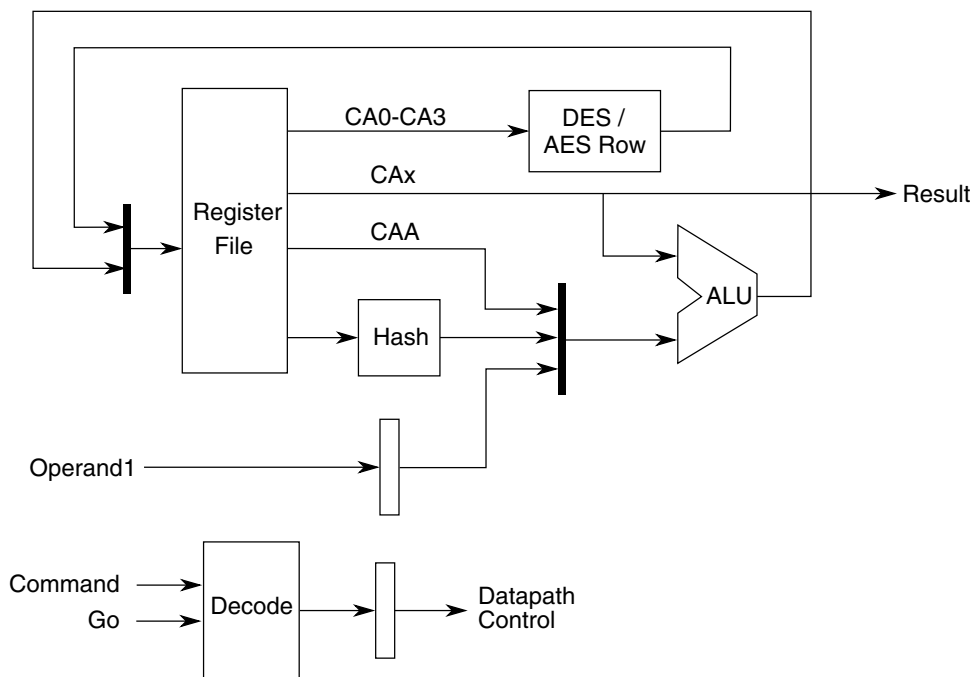 CA0-CA3
DES /
AES Row
CAx
Result
Register
File
CAA
ALU
Hash
Operand1
Command
Go
Decode
Datapath
Control